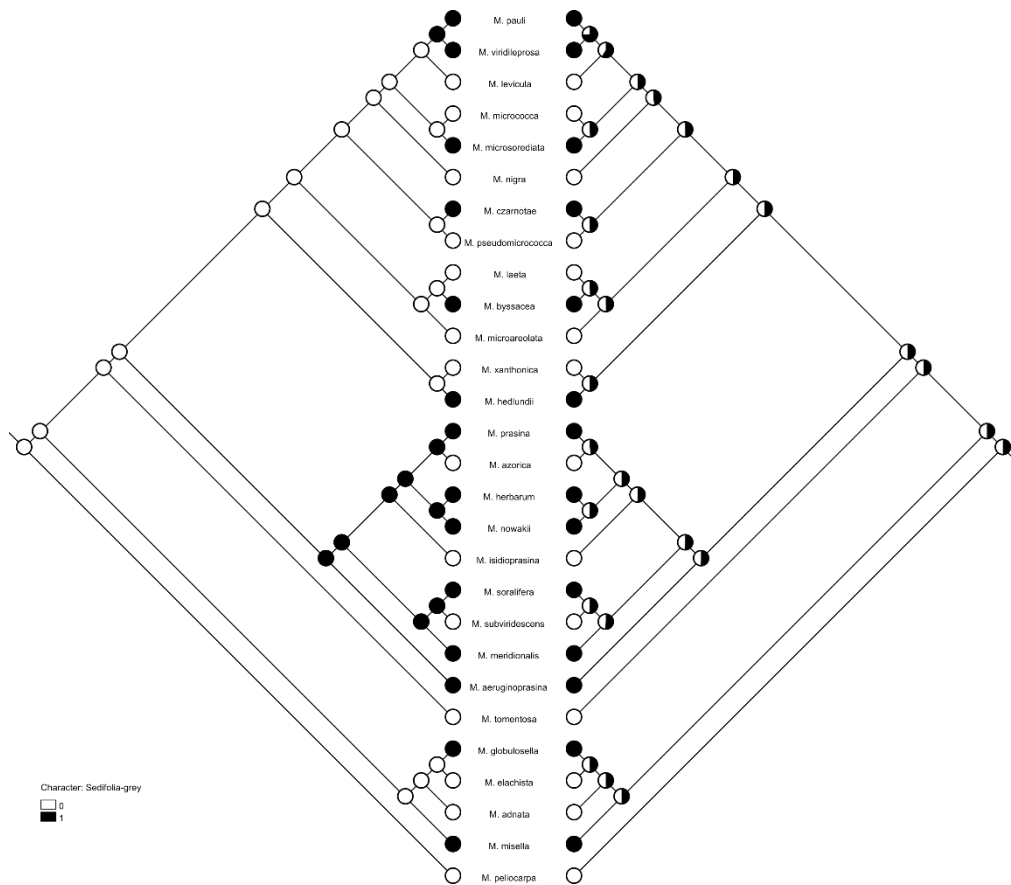 M. pauli
M. viridileprosa
M. levicula
M. micrococca
M. microsorediata
M. nigra
M. czarnotae
M. pseudomicrococca
M. laeta
M. byssacea
M. microareolata
M. xanthonica
M. hedlundii
M. prasina
M. azorica
M. herbarum
M. nowakii
M. isidioprasina
M. soralifera
M. subviridescens
M. meridionalis
M. aeruginoprasina
M. tomentosa
M. globulosella
M. elachista
M. adnata
M. misella
M. peliocarpa
Character: Sedifolia-grey
0
1